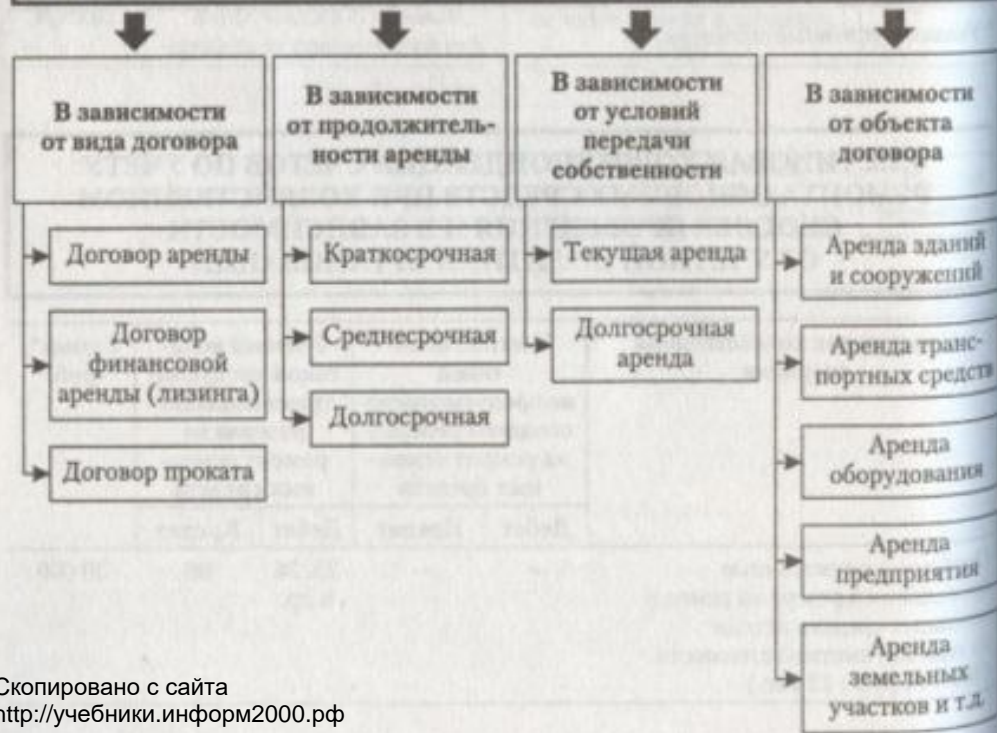 В зависимости
от вида договора
Договор аренды
Договор
финансовой
аренды (лизинга)
Договор проката
В зависимости
от продолжитель-
ности аренды
Краткосрочная
Среднесрочная
Долгосрочная
В зависимости
от условий
передачи
собственности
Текущая аренда
Долгосрочная
аренда
В зависимости
от объекта
договора
Аренда зданий
и сооружений
Аренда транс-
портных средств
Аренда
оборудования
Аренда
предприятия
Аренда
земельных
участков и т.д.
Скопировано с сайта
http://учебники.информ2000.рф